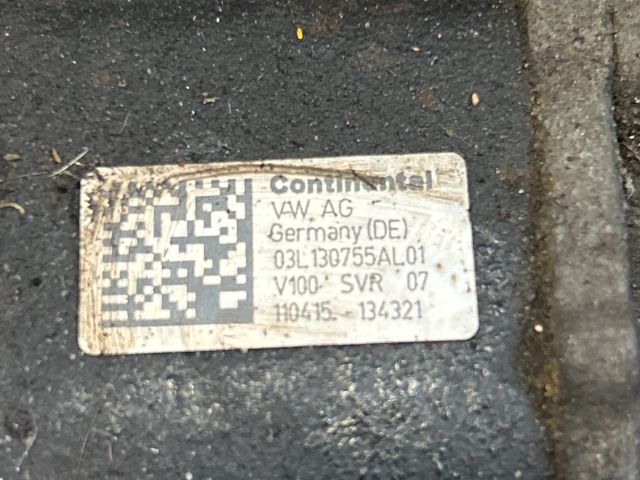 Continental
VW AG
Germany (DE)
03L130755AL01
V100 SVR 07
110415 - 134321